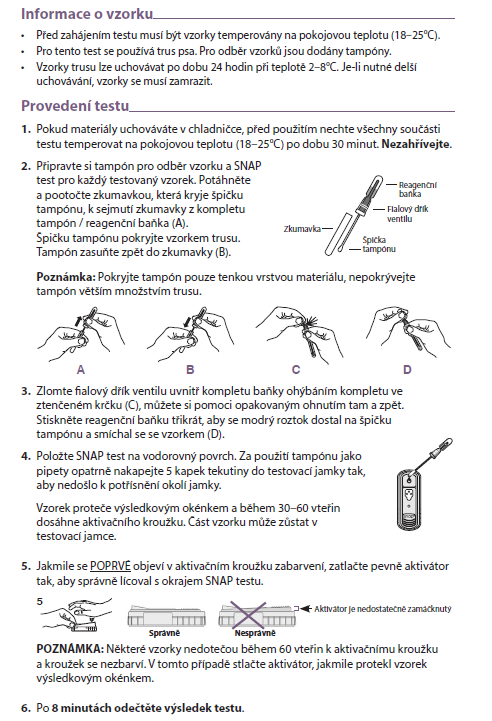 Informace o vzorku
• Před zahájením testu musí být vzorky temperovány na pokojovou teplotu (18–25ºC).
• Pro tento test se používá trus psa. Pro odběr vzorků jsou dodány tampóny.
• Vzorky trusu lze uchovávat po dobu 24 hodin při teplotě 2–8ºC. Je-li nutné delší
uchovávání, vzorky se musí zamrazit.
Provedení testu
1. Pokud materiály uchováváte v chladničce, před použitím nechte všechny součásti
testu temperovat na pokojovou teplotu (18–25ºC) po dobu 30 minut. Nezahřívejte.
2. Připravte si tampón pro odběr vzorku a SNAP
test pro každý testovaný vzorek. Potáhněte
a pootočte zkumavkou, která kryje špičku
tampónu, k sejmutí zkumavky z kompletu
tampón / reagenční baňka (A).
Špičku tampónu pokryjte vzorkem trusu.
Tampón zasuňte zpět do zkumavky (B).
Reagenční
baňka
Fialový dřík
ventilu
Zkumavka
Špička
tampónu
Poznámka: Pokryjte tampón pouze tenkou vrstvou materiálu, nepokrývejte
tampón větším množstvím trusu.
A B C D
3. Zlomte fialový dřík ventilu uvnitř kompletu baňky ohýbáním kompletu ve
ztenčeném krčku (C), můžete si pomoci opakovaným ohnutím tam a zpět.
Stiskněte reagenční baňku třikrát, aby se modrý roztok dostal na špičku
tampónu a smíchal se se vzorkem (D).
4. Položte SNAP test na vodorovný povrch. Za použití tampónu jako
pipety opatrně nakapejte 5 kapek tekutiny do testovací jamky tak,
aby nedošlo k potřísnění okolí jamky.
Vzorek proteče výsledkovým okénkem a během 30–60 vteřin
dosáhne aktivačního kroužku. Část vzorku může zůstat v
testovací jamce.
5. Jakmile se POPRVÉ objeví v aktivačním kroužku zabarvení, zatlačte pevně aktivátor
tak, aby správně lícoval s okrajem SNAP testu.
5
Aktivátor je nedostatečně zamáčknutý
Správně Nesprávně
POZNÁMKA: Některé vzorky nedotečou během 60 vteřin k aktivačnímu kroužku
a kroužek se nezbarví. V tomto případě stlačte aktivátor, jakmile protekl vzorek
výsledkovým okénkem.
6. Po 8 minutách odečtěte výsledek testu.